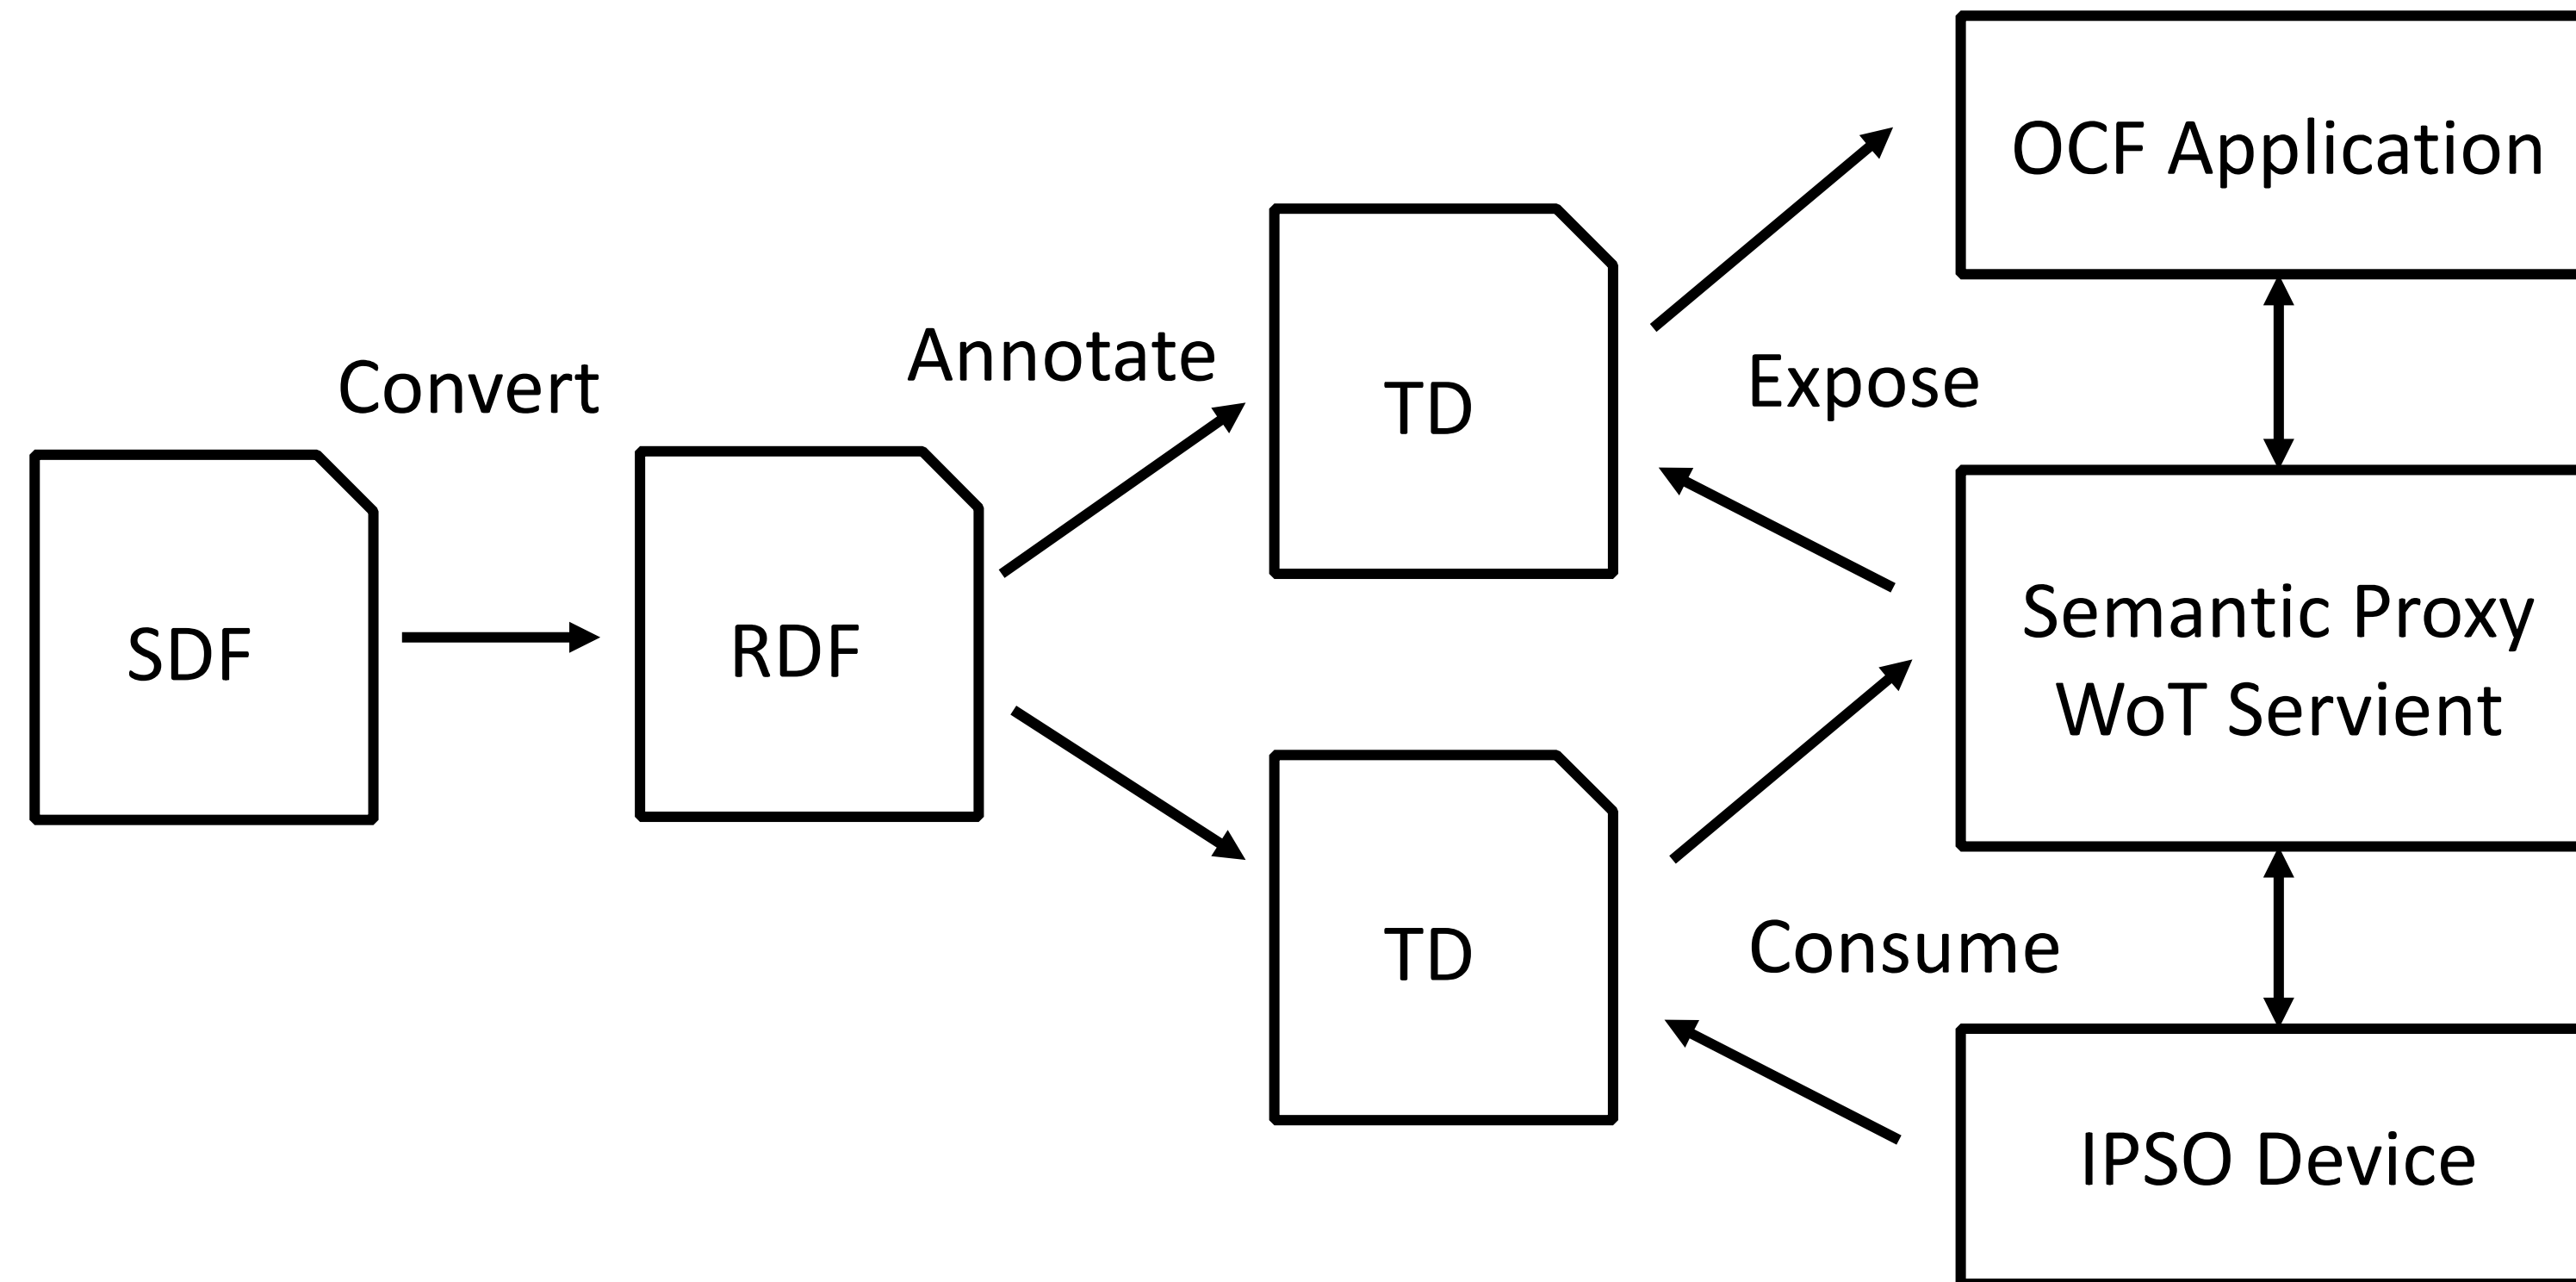 OCF Application
Convert
Annotate
TD
Expose
SDF
RDF
Semantic Proxy
WoT Servient
TD
Consume
IPSO Device